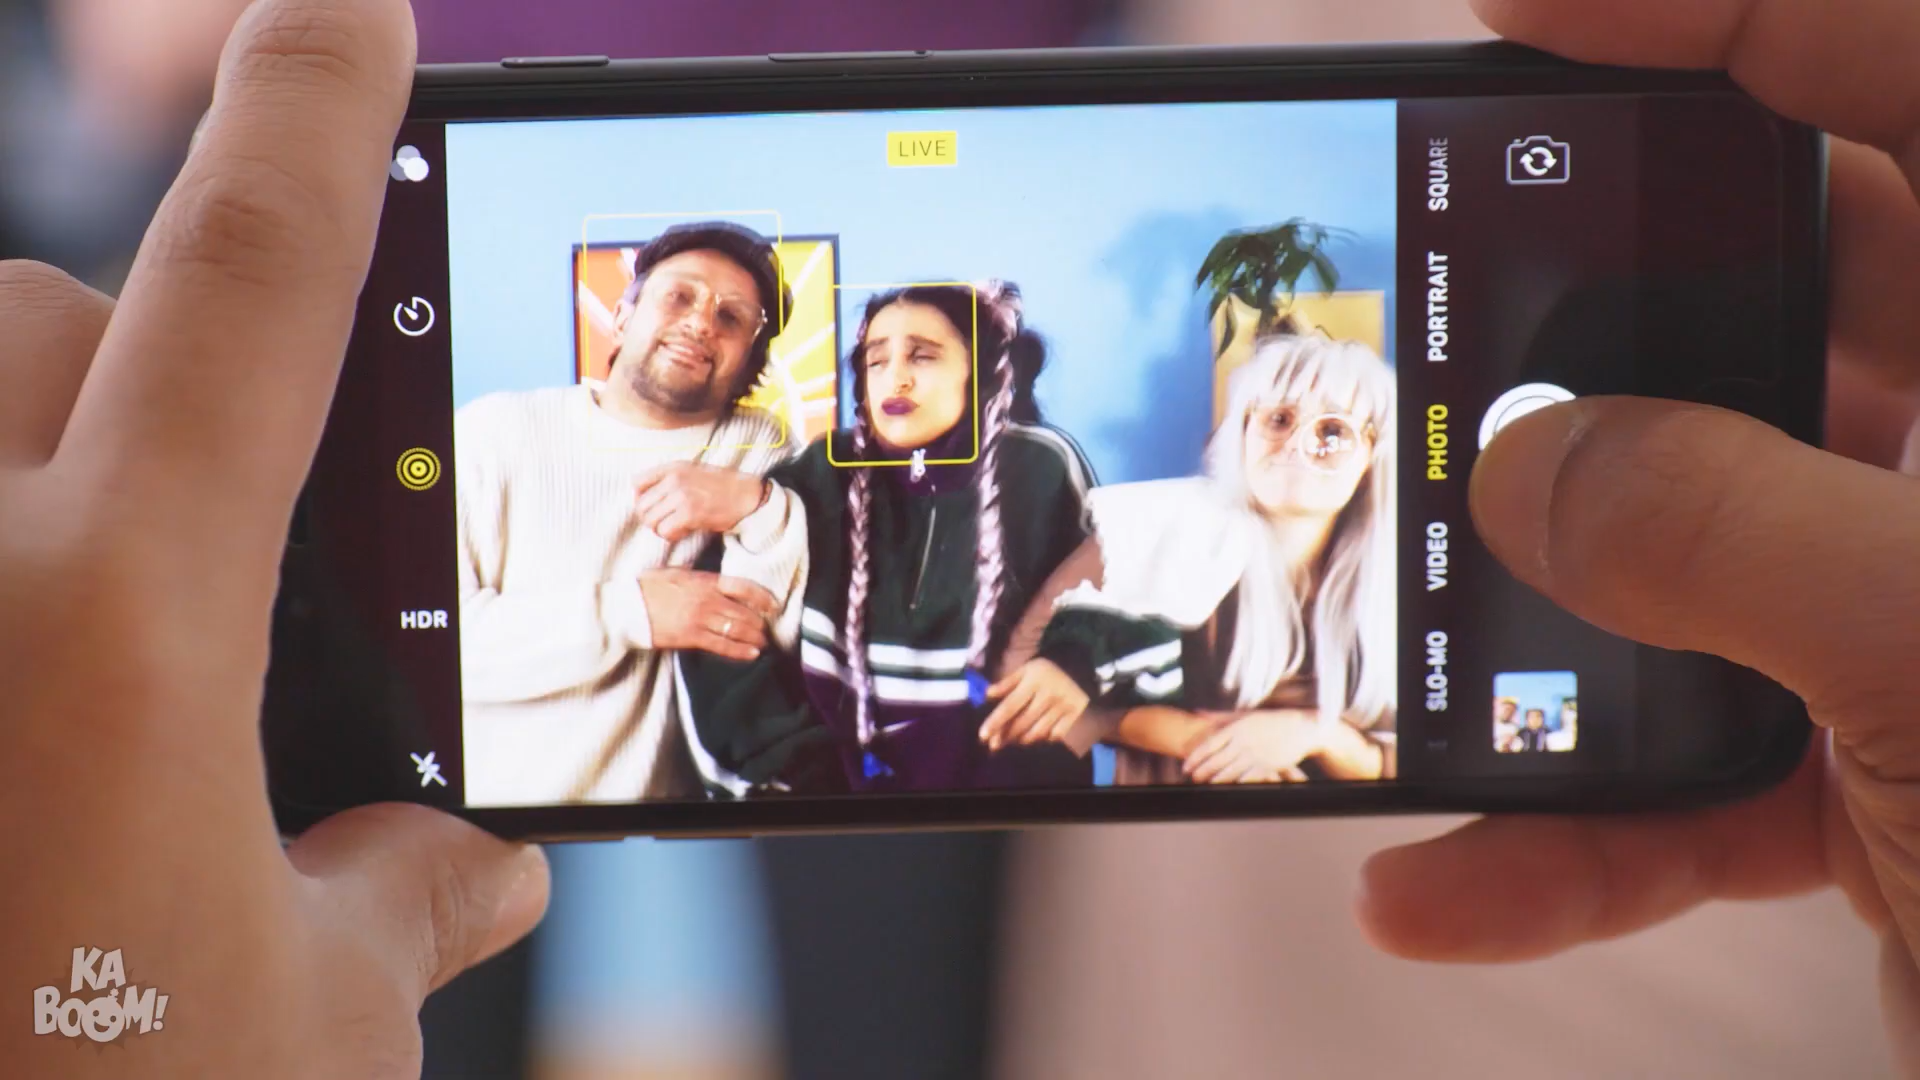 LIVE
SQUARE
PORTRAIT
PHOTO
VIDEO
SLO-MO
HDR
KA
BOOM!